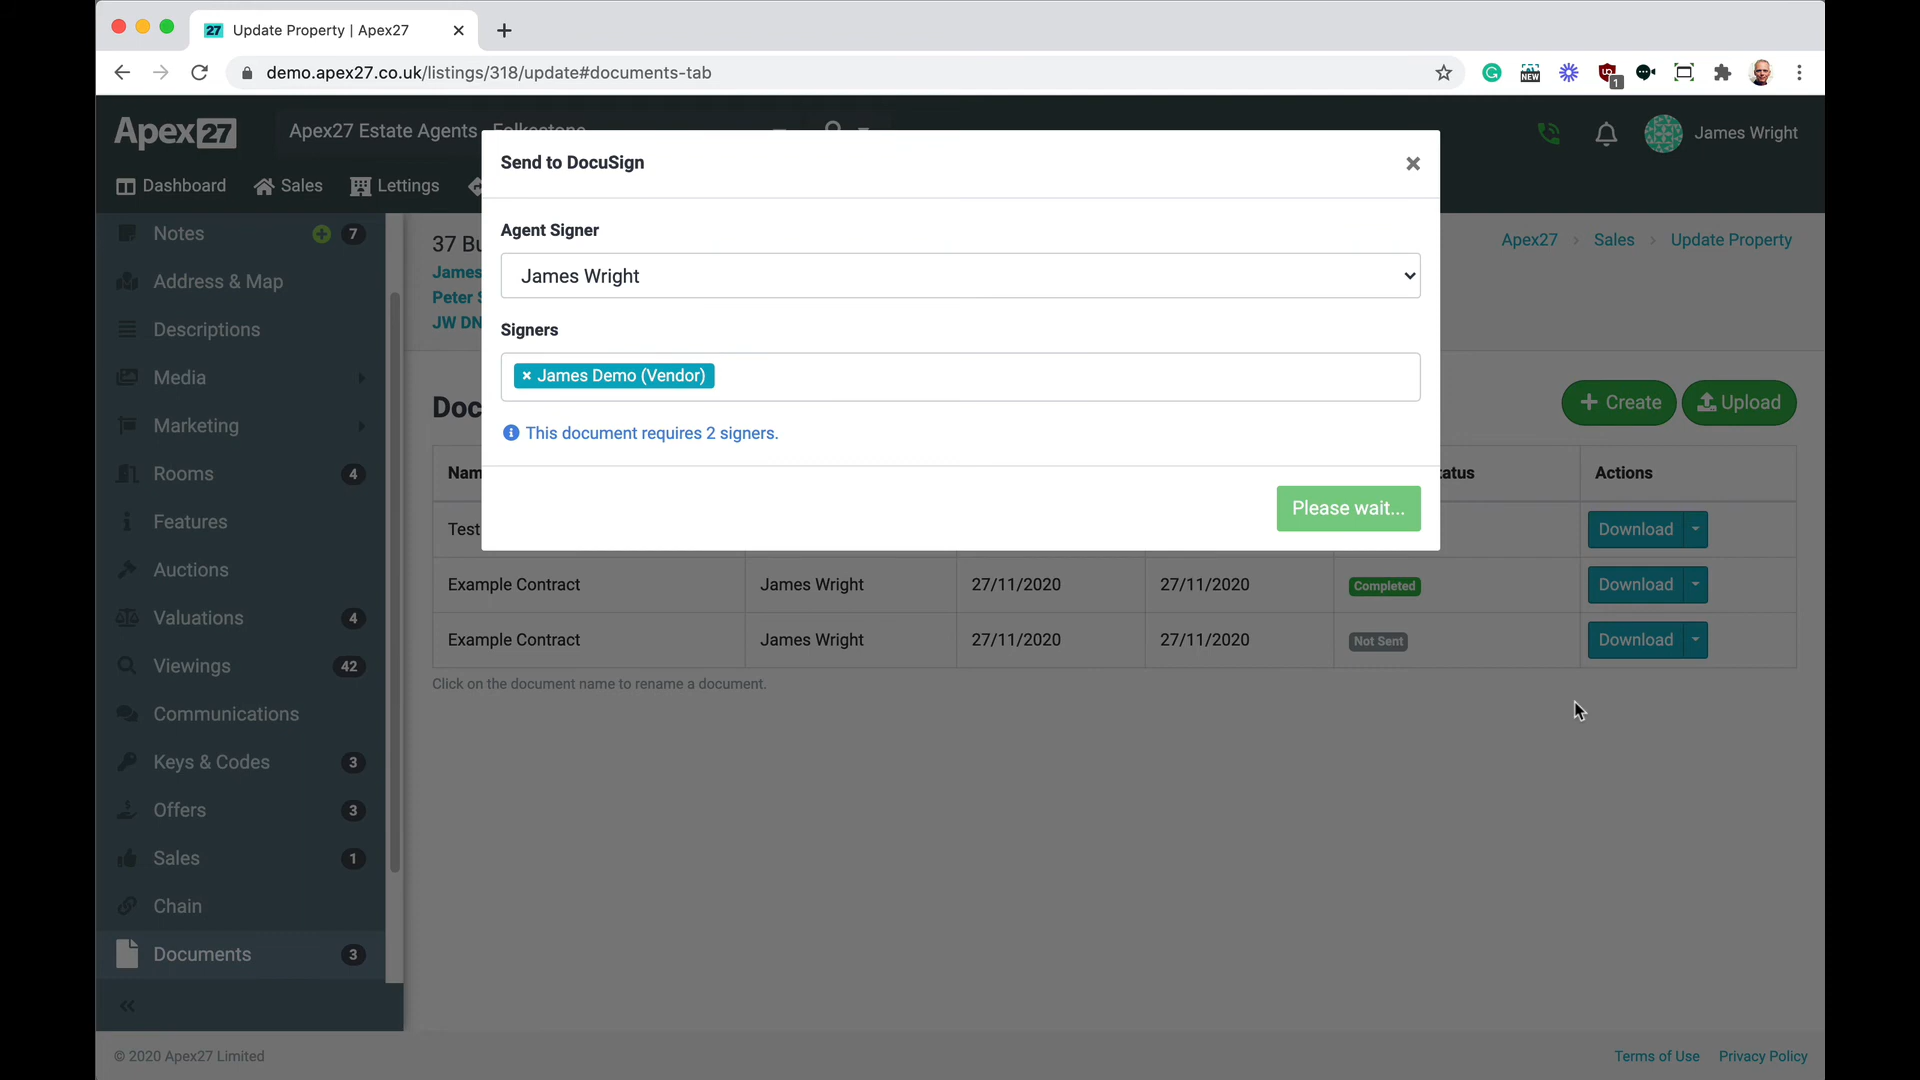 27 Update Property | Apex27
demo.apex27.co.uk/listings/318/update#documents-tab
NEW
1
Apex27
Apex27 Estate Agents
James Wright
Dashboard
Sales
Lettings
Send to DocuSign
×
Agent Signer
James Wright
Signers
× James Demo (Vendor)
This document requires 2 signers.
Please wait...
Notes 7
Address & Map
Descriptions
Media
Marketing
Rooms 4
Features
Auctions
Valuations 4
Viewings 42
Communications
Keys & Codes 3
Offers 3
Sales 1
Chain
Documents 3
37 Bu
James
Peter S
JW DN
Apex27 › Sales › Update Property
Doc
+ Create
Upload
Nam
atus
Actions
Test
Download
Example Contract James Wright 27/11/2020 27/11/2020 Completed Download
Example Contract James Wright 27/11/2020 27/11/2020 Not Sent Download
Click on the document name to rename a document.
© 2020 Apex27 Limited
Terms of Use Privacy Policy